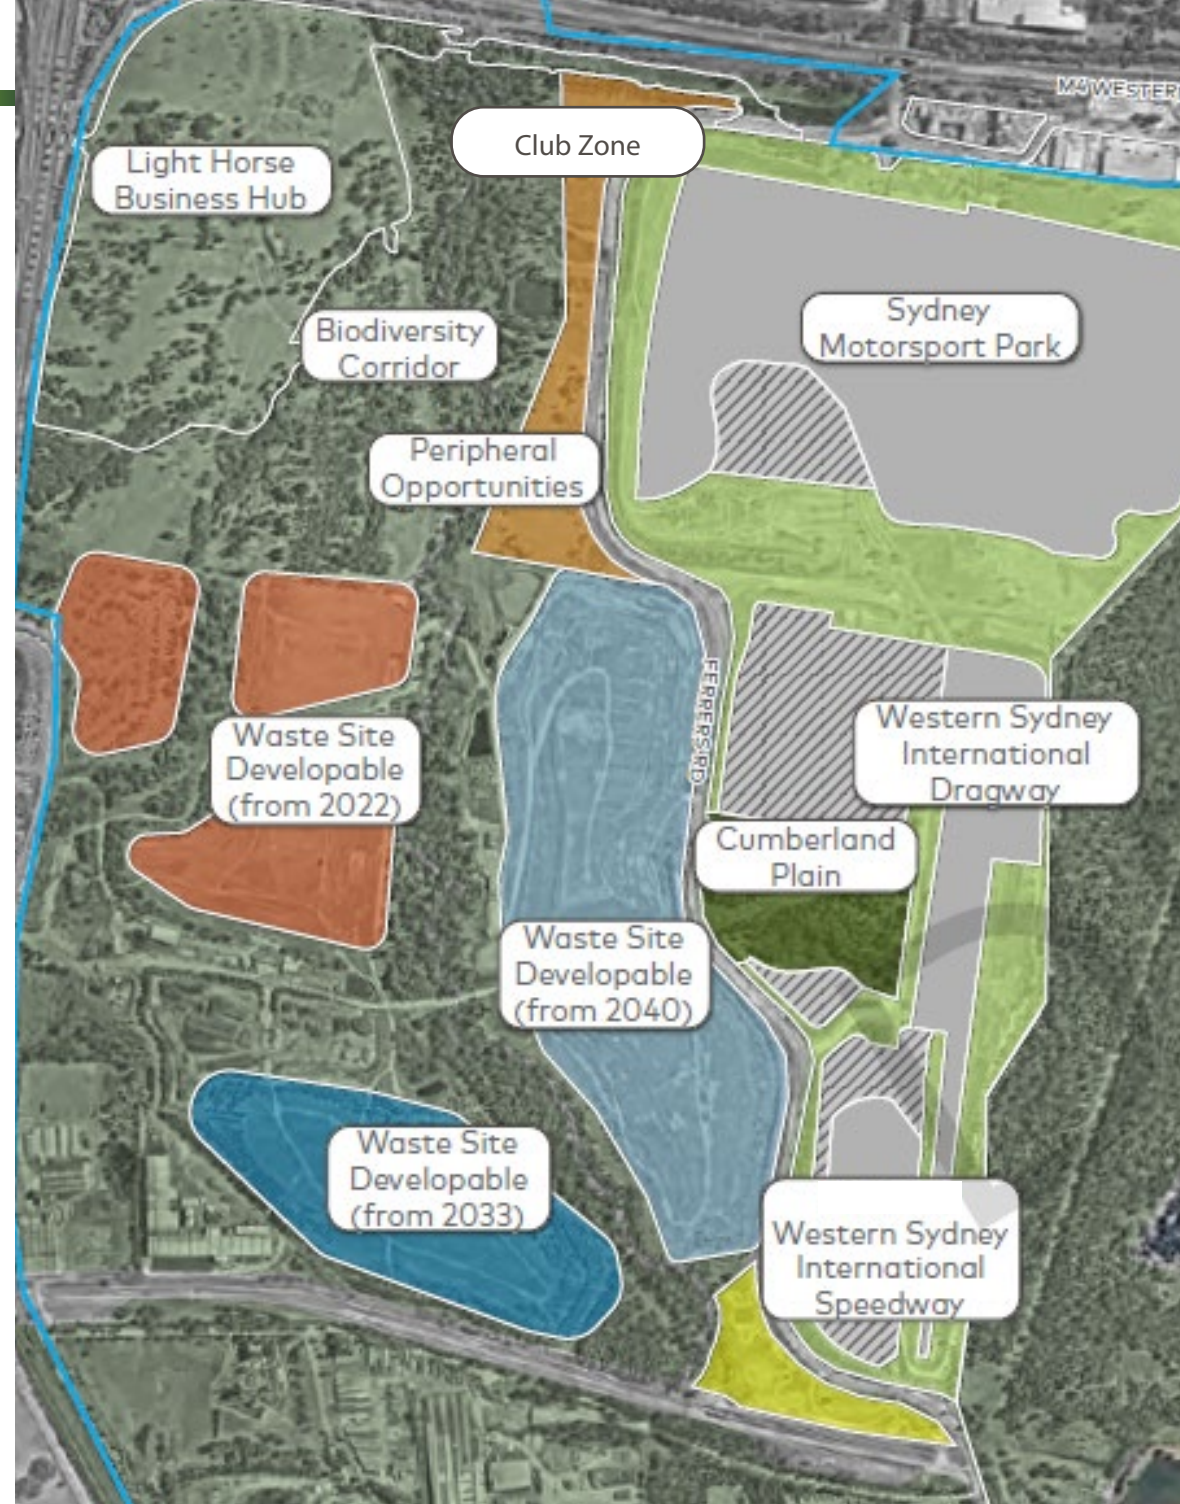 M4 WESTER
Club Zone
Light Horse
Business Hub
Sydney
Motorsport Park
Biodiversity
Corridor
Peripheral
Opportunities
FERRERS RD
Western Sydney
International
Dragway
Waste Site
Developable
(from 2022)
Cumberland
Plain
Waste Site
Developable
(from 2040)
Waste Site
Developable
(from 2033)
Western Sydney
International
Speedway